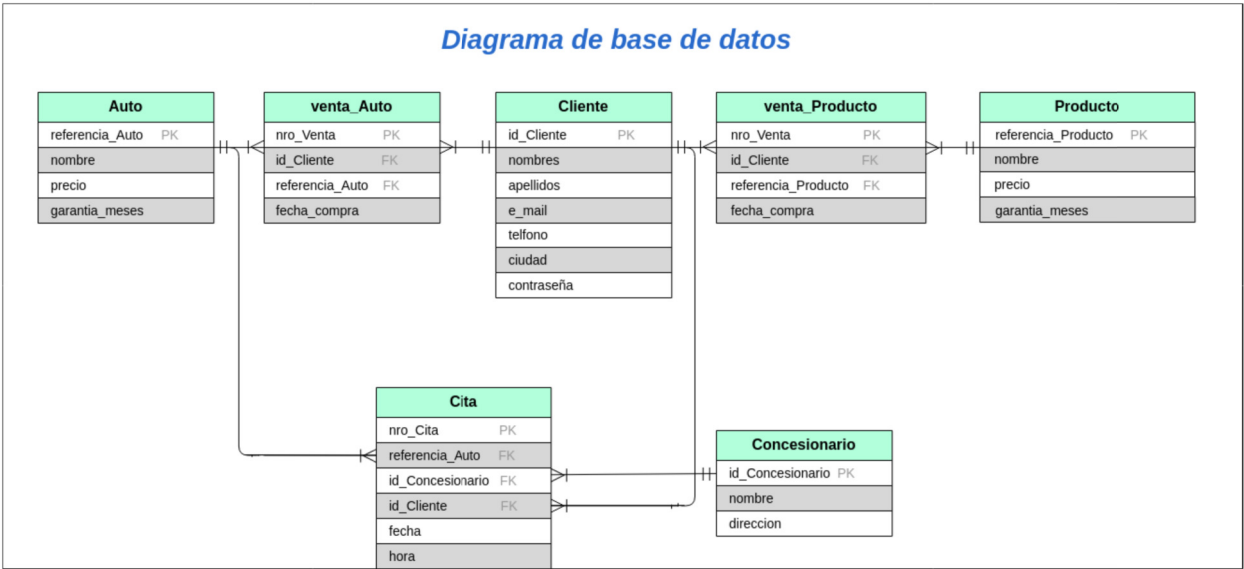 Diagrama de base de datos
Auto
referencia_Auto PK
nombre
precio
garantia_meses
venta_Auto
nro_Venta PK
id_Cliente FK
referencia_Auto FK
fecha_compra
Cliente
id_Cliente PK
nombres
apellidos
e_mail
telfono
ciudad
contraseña
venta_Producto
nro_Venta PK
id_Cliente FK
referencia_Producto FK
fecha_compra
Producto
referencia_Producto PK
nombre
precio
garantia_meses
Cita
nro_Cita PK
referencia_Auto FK
id_Concesionario FK
id_Cliente FK
fecha
hora
Concesionario
id_Concesionario PK
nombre
direccion